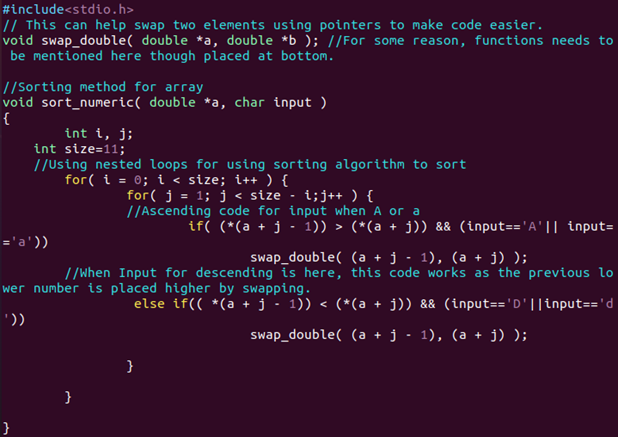 #include<stdio.h>
// This can help swap two elements using pointers to make code easier.
void swap_double( double *a, double *b ); //For some reason, functions needs to
 be mentioned here though placed at bottom.
//Sorting method for array
void sort_numeric( double *a, char input )
{
        int i, j;
    int size=11;
    //Using nested loops for using sorting algorithm to sort
        for( i = 0; i < size; i++ ) {
                for( j = 1; j < size - i;j++ ) {
                //Ascending code for input when A or a
                        if( (*(a + j - 1)) > (*(a + j)) && (input=='A'|| input=
='a'))
                                swap_double( (a + j - 1), (a + j) );
        //When Input for descending is here, this code works as the previous lo
wer number is placed higher by swapping.
                 else if(( *(a + j - 1)) < (*(a + j)) && (input=='D'||input=='d
'))
                                swap_double( (a + j - 1), (a + j) );
                }
        }
}